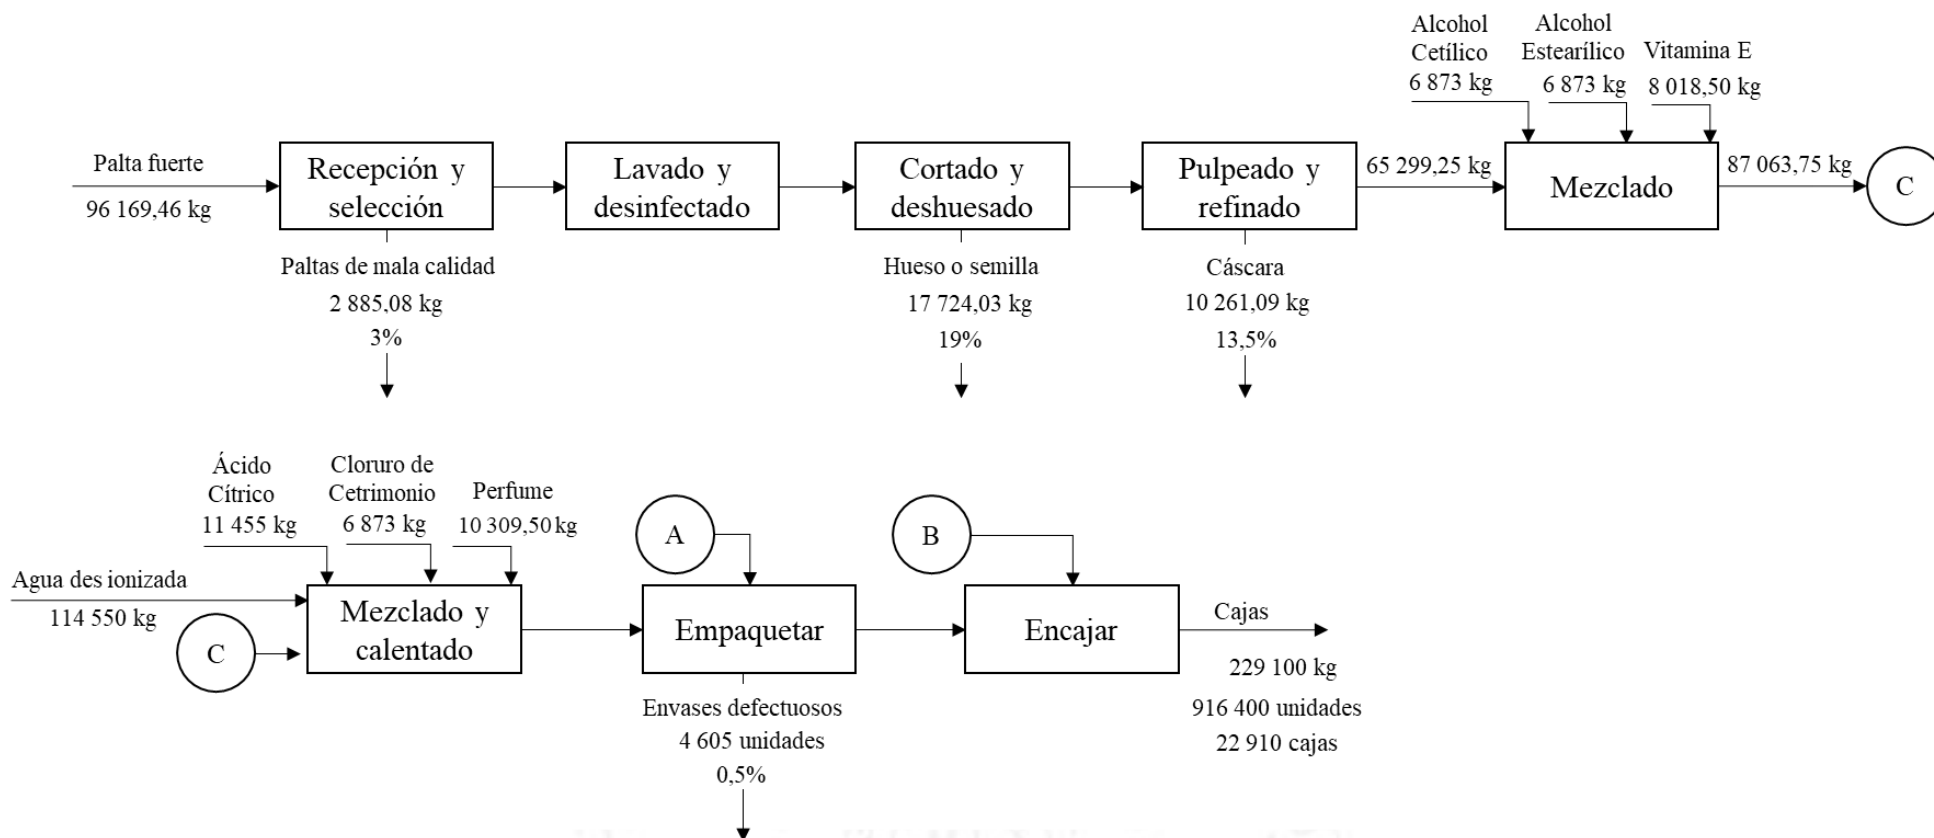 Alcohol
Cetílico
6 873 kg
Alcohol
Estearílico
6 873 kg
Vitamina E
8 018,50 kg
Palta fuerte
96 169,46 kg
Recepción y
selección
Lavado y
desinfectado
Cortado y
deshuesado
Pulpeado y
refinado
65 299,25 kg
Mezclado
87 063,75 kg
C
Paltas de mala calidad
2 885,08 kg
3%
Hueso o semilla
17 724,03 kg
19%
Cáscara
10 261,09 kg
13,5%
Ácido
Cítrico
11 455 kg
Cloruro de
Cetrimonio
6 873 kg
Perfume
10 309,50 kg
A
B
Agua des ionizada
114 550 kg
C
Mezclado y
calentado
Empaquetar
Encajar
Cajas
229 100 kg
916 400 unidades
22 910 cajas
Envases defectuosos
4 605 unidades
0,5%